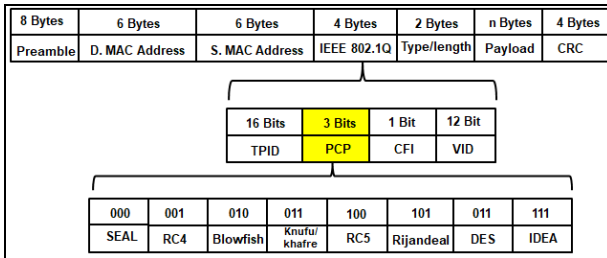 8 Bytes 6 Bytes 6 Bytes 4 Bytes 2 Bytes n Bytes 4 Bytes
Preamble D. MAC Address S. MAC Address IEEE 802.1Q Type/length Payload CRC
16 Bits 3 Bits 1 Bit 12 Bit
TPID PCP CFI VID
000 001 010 011 100 101 011 111
SEAL RC4 Blowfish Knufu/ khafre RC5 Rijandeal DES IDEA